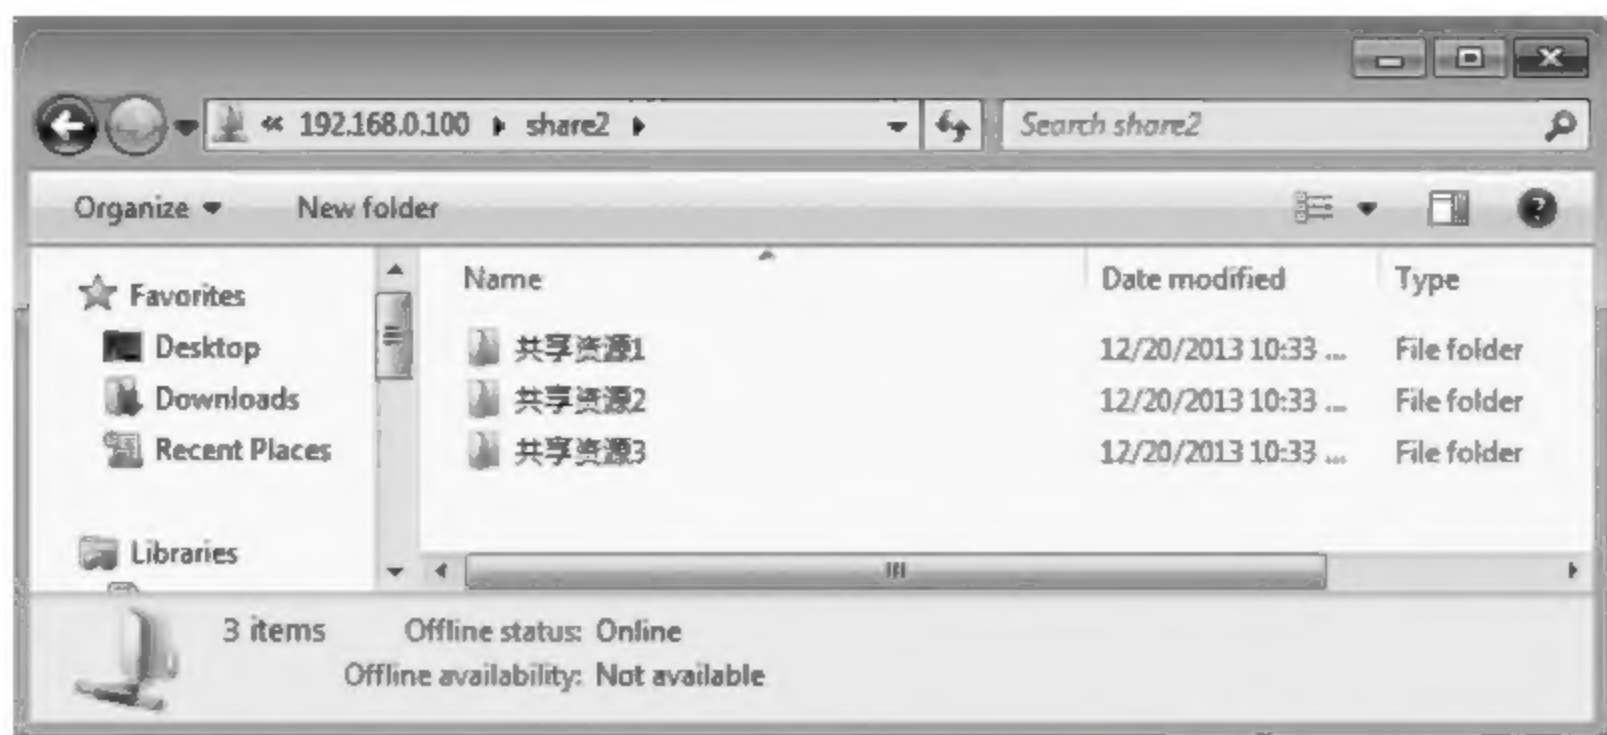 « 192.168.0.100 ▸ share2 ▸ Search share2
Organize New folder
Name Date modified Type
Favorites
Desktop
Downloads
Recent Places
Libraries
共享资源1 12/20/2013 10:33 ... File folder
共享资源2 12/20/2013 10:33 ... File folder
共享资源3 12/20/2013 10:33 ... File folder
3 items Offline status: Online
Offline availability: Not available